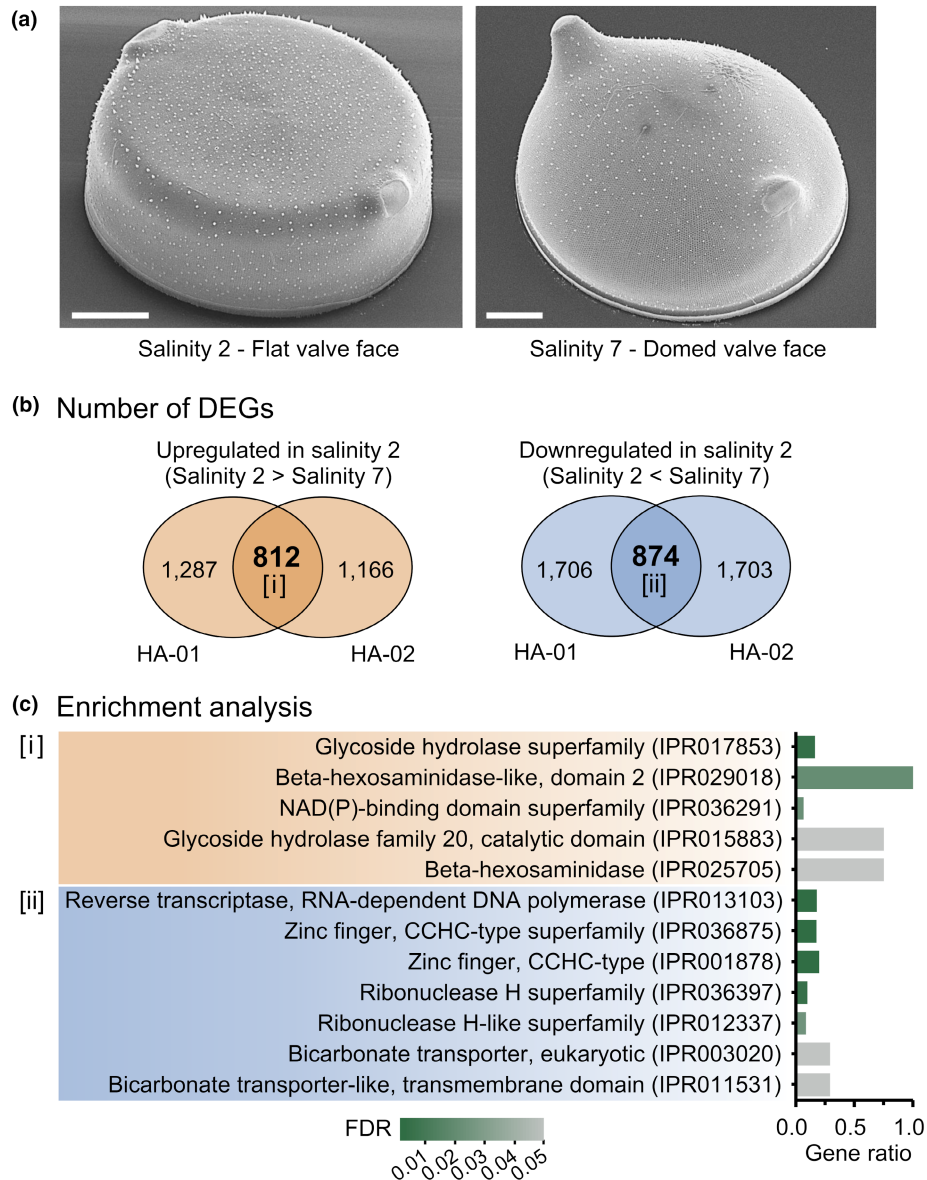 (a)
Salinity 2 - Flat valve face
Salinity 7 - Domed valve face
(b) Number of DEGs
Upregulated in salinity 2
(Salinity 2 > Salinity 7)
1,287
812
[i]
1,166
HA-01
HA-02
Downregulated in salinity 2
(Salinity 2 < Salinity 7)
1,706
874
[ii]
1,703
HA-01
HA-02
(c) Enrichment analysis
[i]
Glycoside hydrolase superfamily (IPR017853)
Beta-hexosaminidase-like, domain 2 (IPR029018)
NAD(P)-binding domain superfamily (IPR036291)
Glycoside hydrolase family 20, catalytic domain (IPR015883)
Beta-hexosaminidase (IPR025705)
[ii]
Reverse transcriptase, RNA-dependent DNA polymerase (IPR013103)
Zinc finger, CCHC-type superfamily (IPR036875)
Zinc finger, CCHC-type (IPR001878)
Ribonuclease H superfamily (IPR036397)
Ribonuclease H-like superfamily (IPR012337)
Bicarbonate transporter, eukaryotic (IPR003020)
Bicarbonate transporter-like, transmembrane domain (IPR011531)
FDR
0.01
0.02
0.03
0.04
0.05
0.0
0.5
1.0
Gene ratio